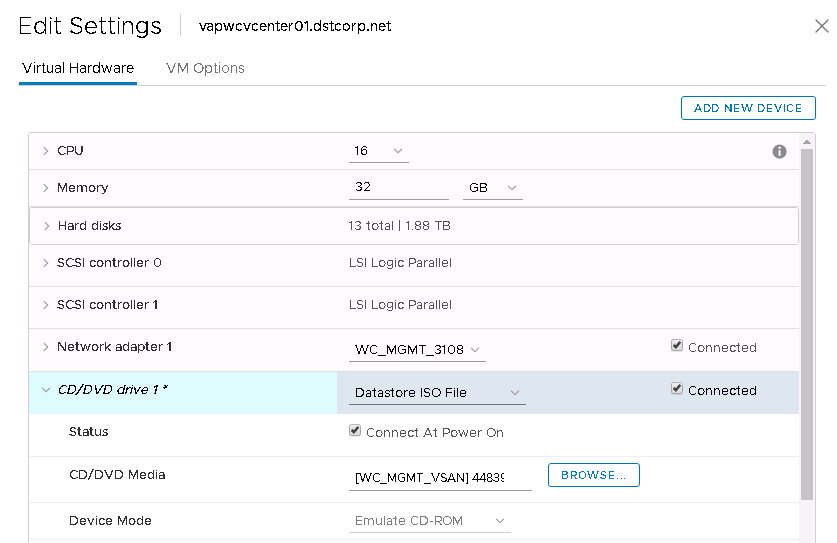 Edit Settings vapwcvcenter01.dstcorp.net
Virtual Hardware VM Options
ADD NEW DEVICE
CPU 16
Memory 32 GB
Hard disks 13 total | 1.88 TB
SCSI controller 0 LSI Logic Parallel
SCSI controller 1 LSI Logic Parallel
Network adapter 1 WC_MGMT_3108 Connected
CD/DVD drive 1 * Datastore ISO File Connected
Status Connect At Power On
CD/DVD Media [WC_MGMT_VSAN] 44839 BROWSE...
Device Mode Emulate CD-ROM